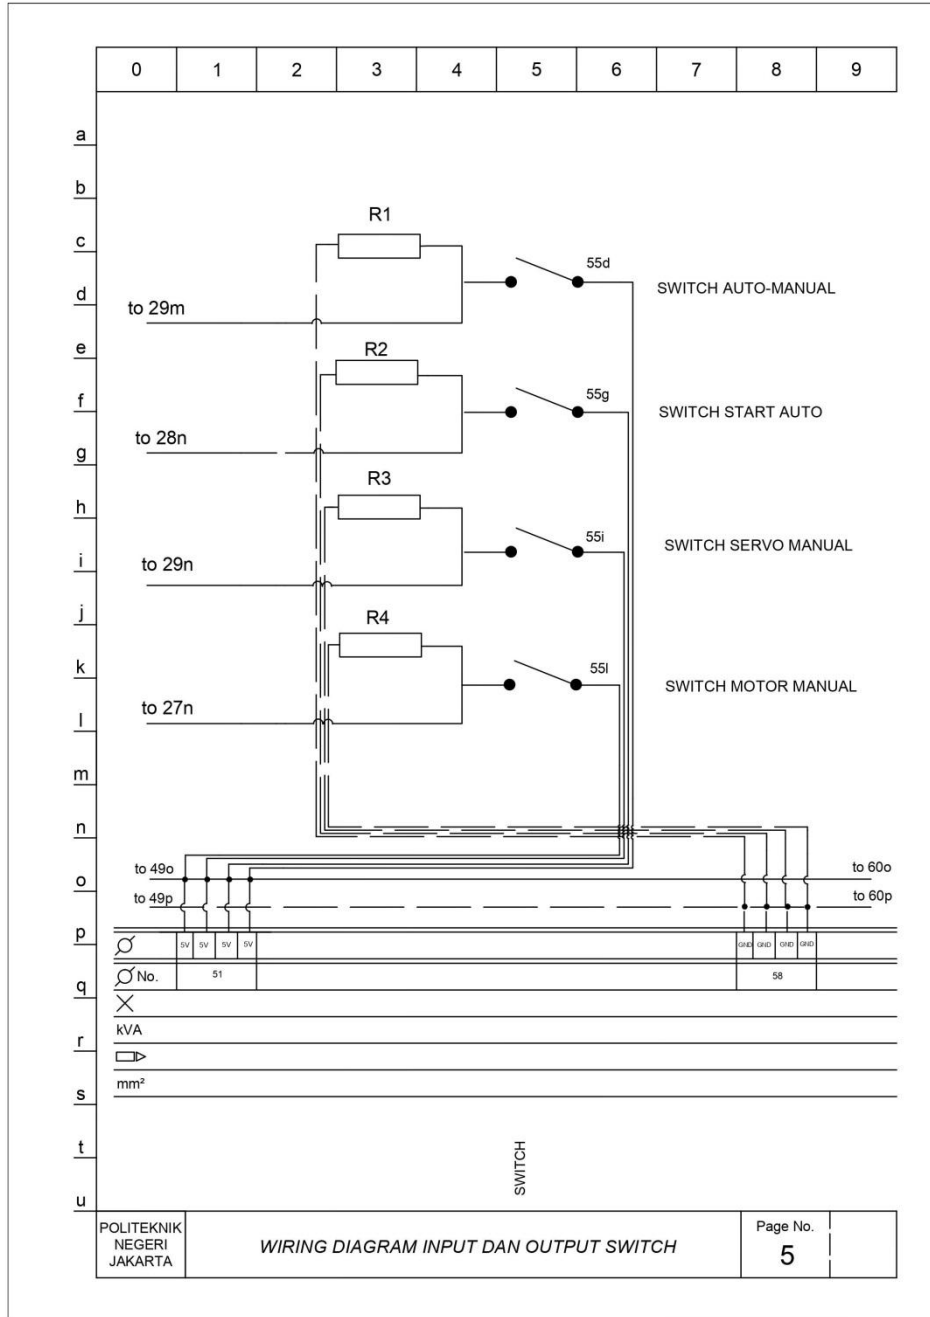 0 1 2 3 4 5 6 7 8 9
a
b
R1
c
55d
d
SWITCH AUTO-MANUAL
to 29m
e
R2
f
55g
SWITCH START AUTO
to 28n
g
R3
h
55i
SWITCH SERVO MANUAL
i
to 29n
j
R4
k
55l
SWITCH MOTOR MANUAL
to 27n
l
m
n
to 49o to 60o
o
to 49p to 60p
p
5V 5V 5V 5V GND GND GND GND
No. 51 58
q
kVA
r
mm²
s
t
SWITCH
u
POLITEKNIK
NEGERI
JAKARTA
WIRING DIAGRAM INPUT DAN OUTPUT SWITCH
Page No.
5